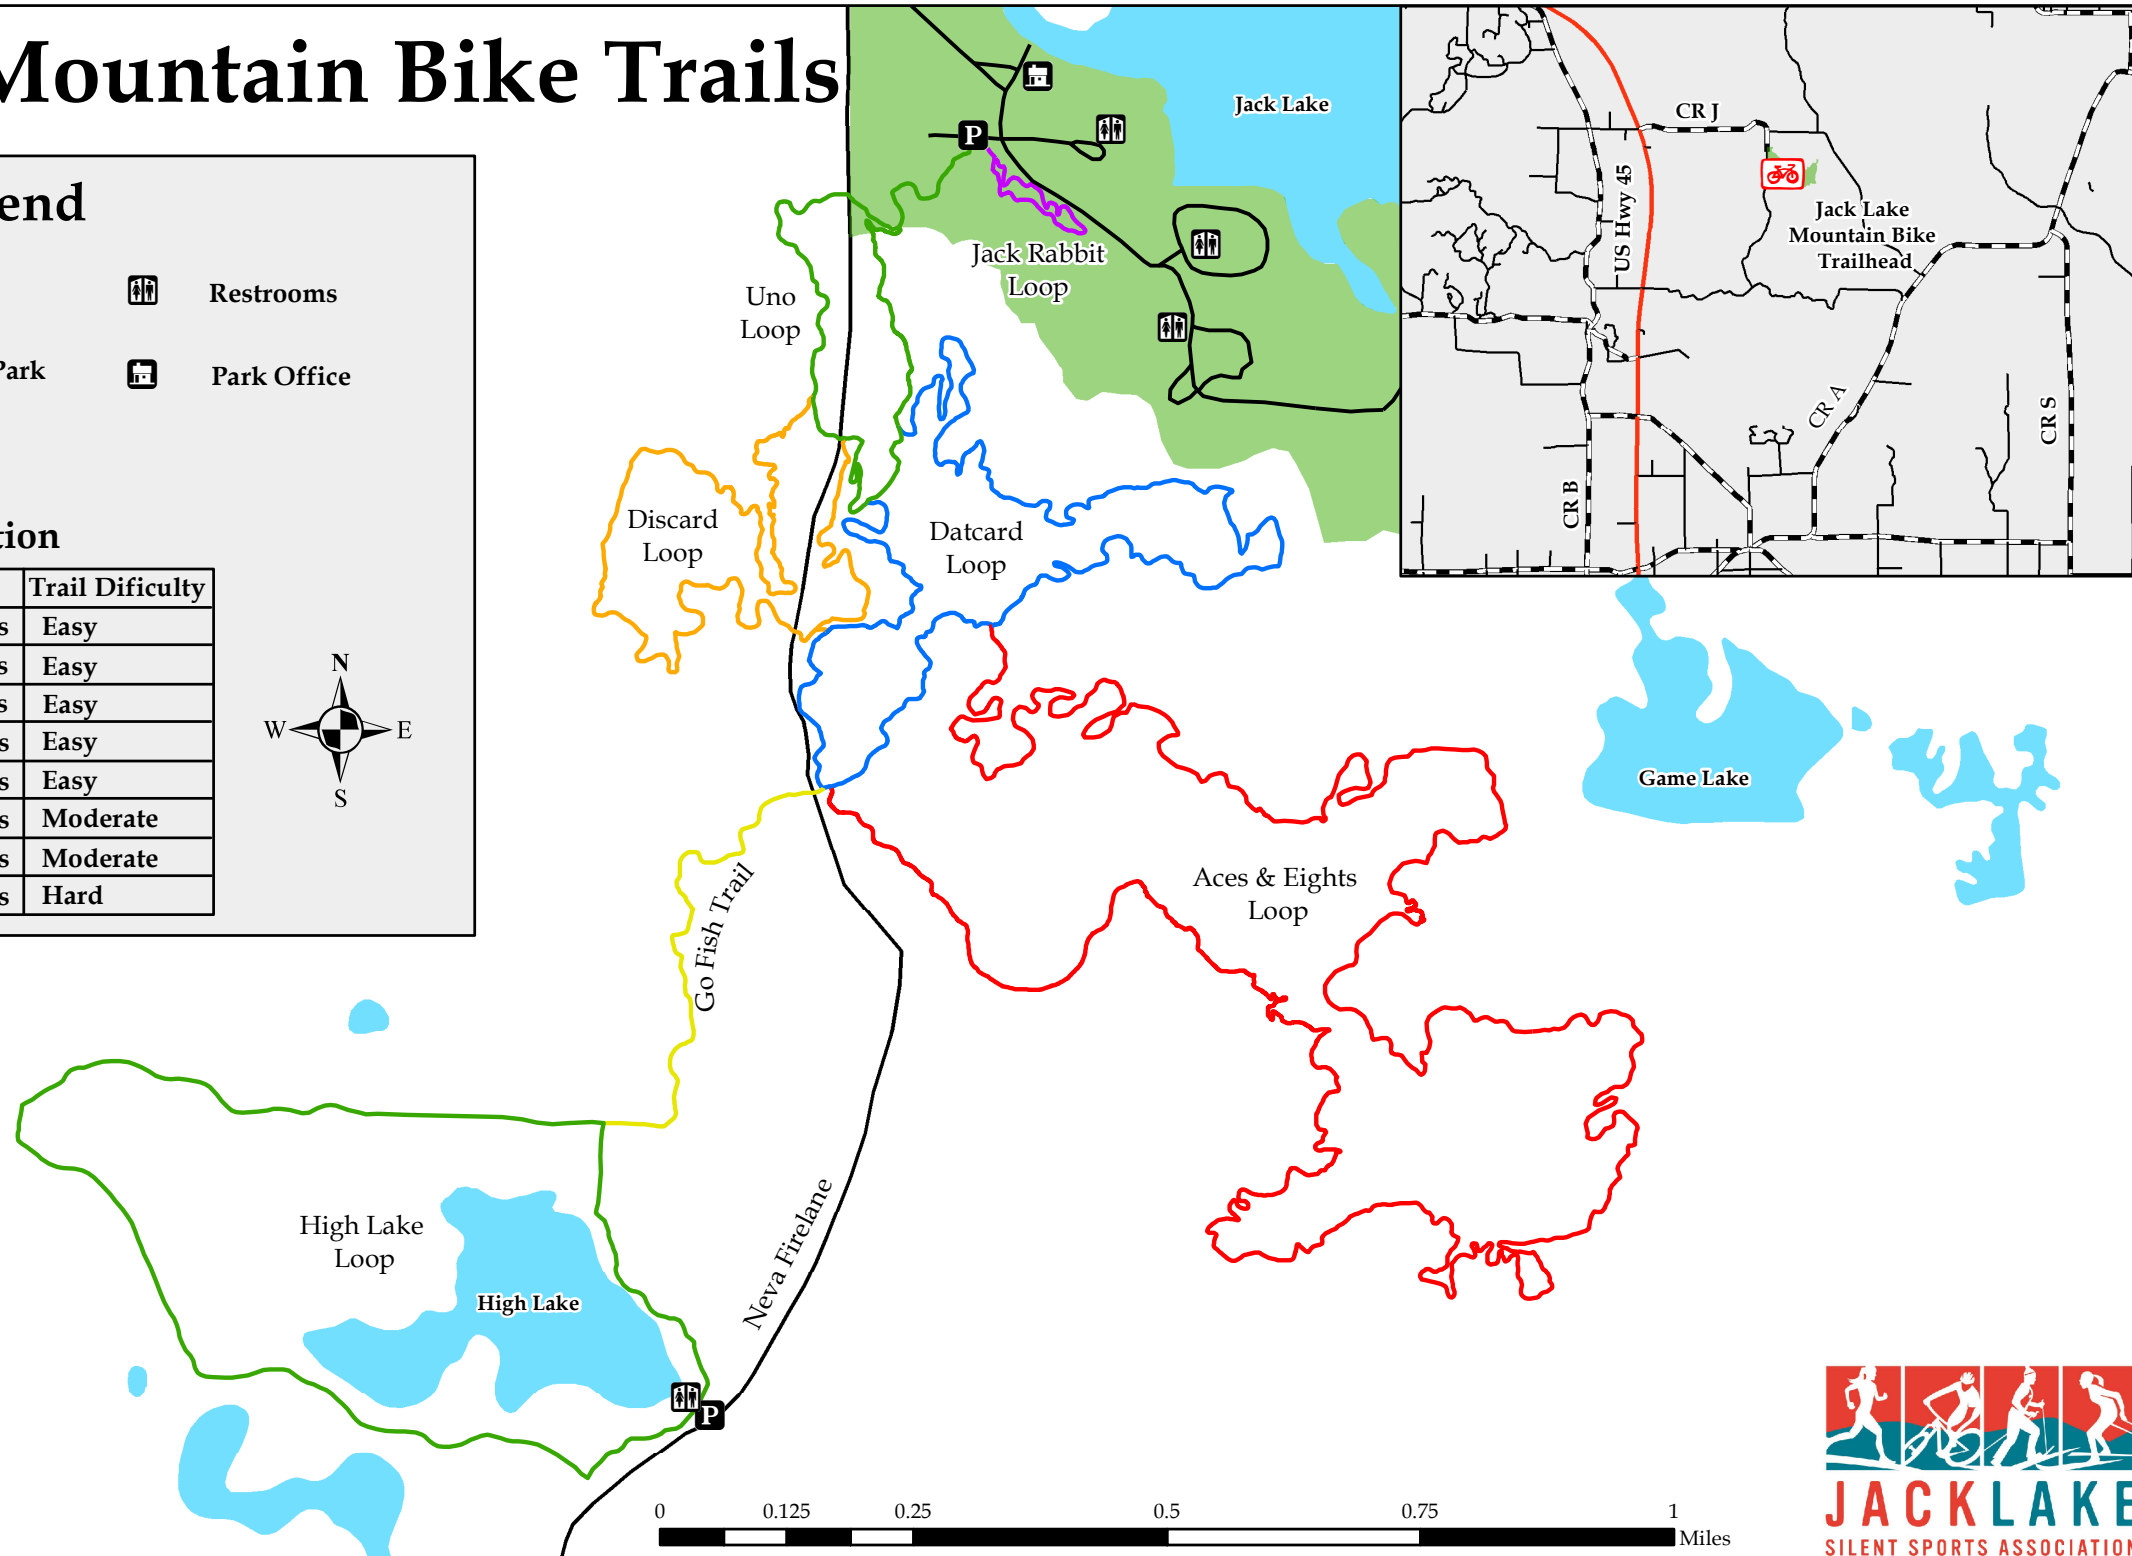 Mountain Bike Trails
end
Restrooms
Park
Park Office
tion
Trail Dificulty
s Easy
s Easy
s Easy
s Easy
s Easy
s Moderate
s Moderate
s Hard
N
W E
S
P
Jack Lake
Jack Rabbit
Loop
Uno
Loop
Discard
Loop
Datcard
Loop
Aces & Eights
Loop
Go Fish Trail
High Lake
Loop
High Lake
Neva Firelane
P
Game Lake
CR J
US Hwy 45
Jack Lake
Mountain Bike
Trailhead
CR A
CR S
CR B
0 0.125 0.25 0.5 0.75 1
Miles
JACKLAKE
SILENT SPORTS ASSOCIATION